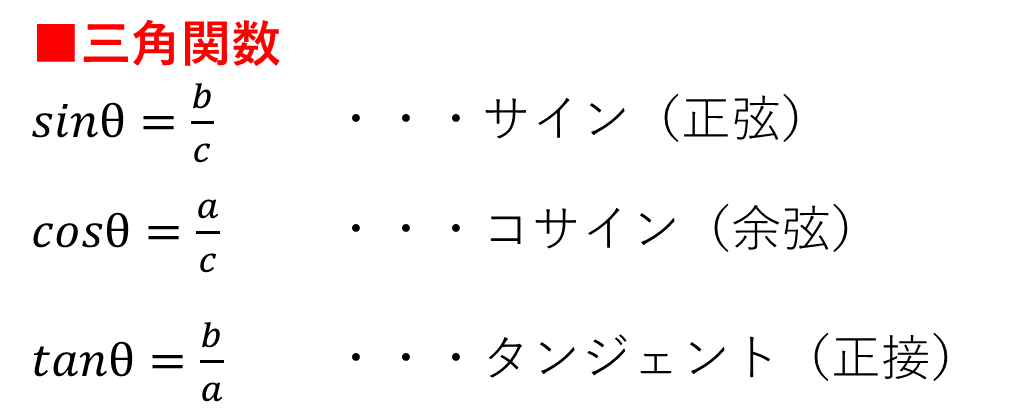 ■三角関数
sinθ = b/c ・・・サイン（正弦）
cosθ = a/c ・・・コサイン（余弦）
tanθ = b/a ・・・タンジェント（正接）